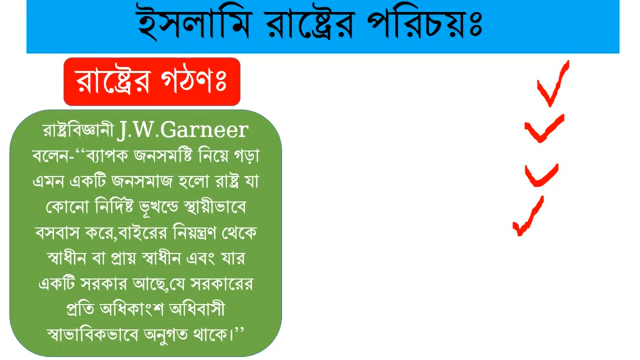 ইসলামি রাষ্ট্রের পরিচয়ঃ
রাষ্ট্রের গঠণঃ
রাষ্ট্রবিজ্ঞানী J.W.Garneer
বলেন-“ব্যাপক জনসমষ্টি নিয়ে গড়া
এমন একটি জনসমাজ হলো রাষ্ট্র যা
কোনো নির্দিষ্ট ভূখন্ডে স্থায়ীভাবে
বসবাস করে,বাইরের নিয়ন্ত্রণ থেকে
স্বাধীন বা প্রায় স্বাধীন এবং যার
একটি সরকার আছে,যে সরকারের
প্রতি অধিকাংশ অধিবাসী
স্বাভাবিকভাবে অনুগত থাকে।”